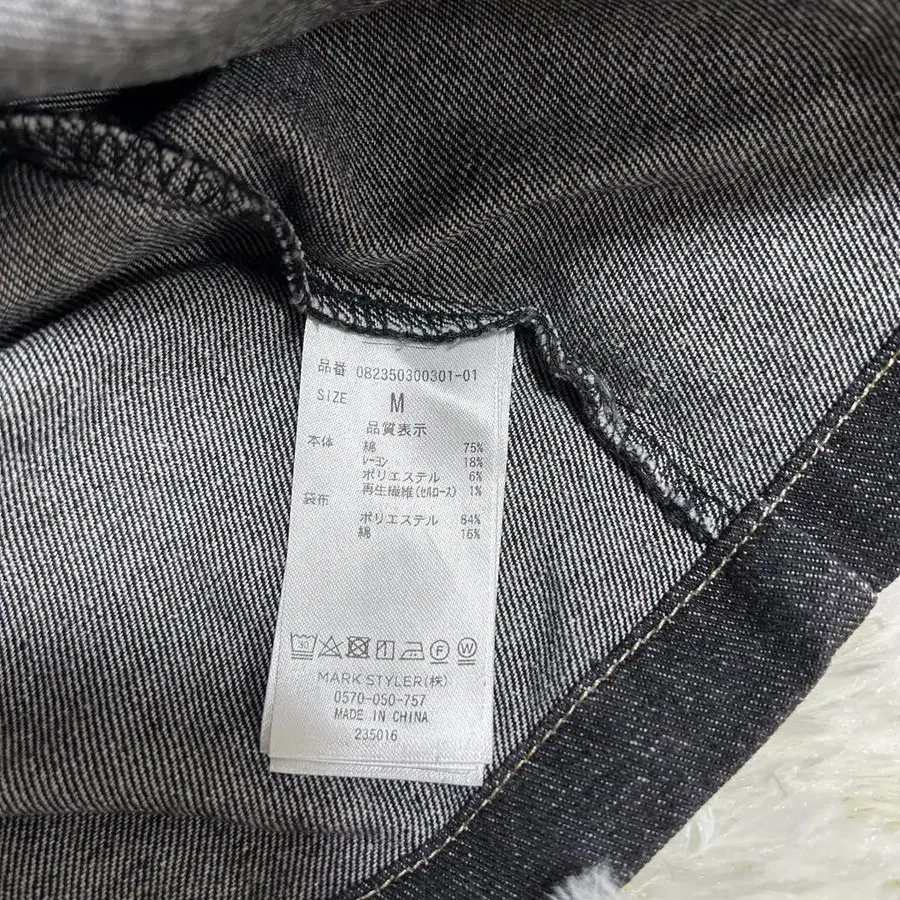 品番 082350300301-01
SIZE M
品質表示
本体 綿 75%
レーヨン 18%
ポリエステル 6%
再生繊維(セルロース) 1%
袋布
ポリエステル 84%
綿 16%
40
F W
MARK STYLER(株)
0570-050-757
MADE IN CHINA
235016